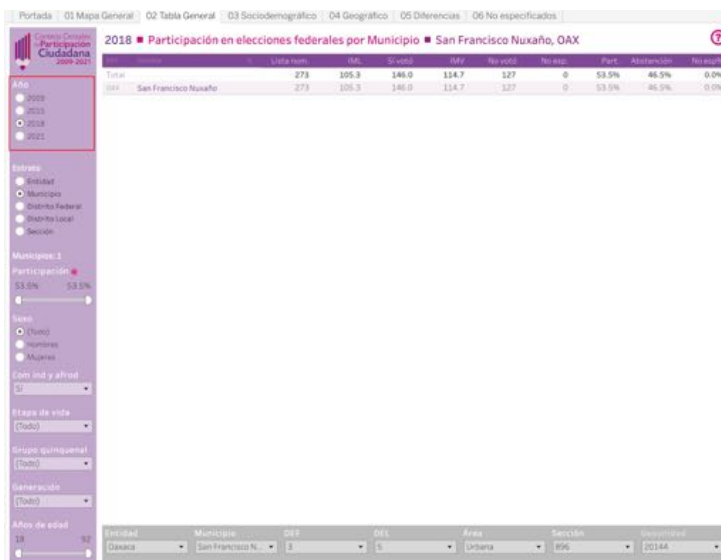 Portada 01 Mapa General 02 Tabla General 03 Sociodemográfico 04 Geográfico 05 Diferencias 06 No especificados
Conteos Censales
de Participación
Ciudadana
2009-2021
2018 ■ Participación en elecciones federales por Municipio ■ San Francisco Nuxaño, OAX
Lista nom. IML Sí votó IMV No votó No esp. Part. Abstención No esp%
Total 273 105.3 146.0 114.7 127 0 53.5% 46.5% 0.0%
San Francisco Nuxaño 273 105.3 146.0 114.7 127 0 53.5% 46.5% 0.0%
Año
2009
2015
2018
2021
Estrato
Entidad
Municipio
Distrito Federal
Distrito Local
Sección
Municipios: 1
Participación
53.5% 53.5%
Sexo
(Todo)
Hombres
Mujeres
Com ind y afrod
Sí
Etapa de vida
(Todo)
Grupo quinquenal
(Todo)
Generación
(Todo)
Años de edad
18 92
Entidad Municipio DEF DEL Área Sección
Oaxaca San Francisco N... 3 5 Urbana 896 20144